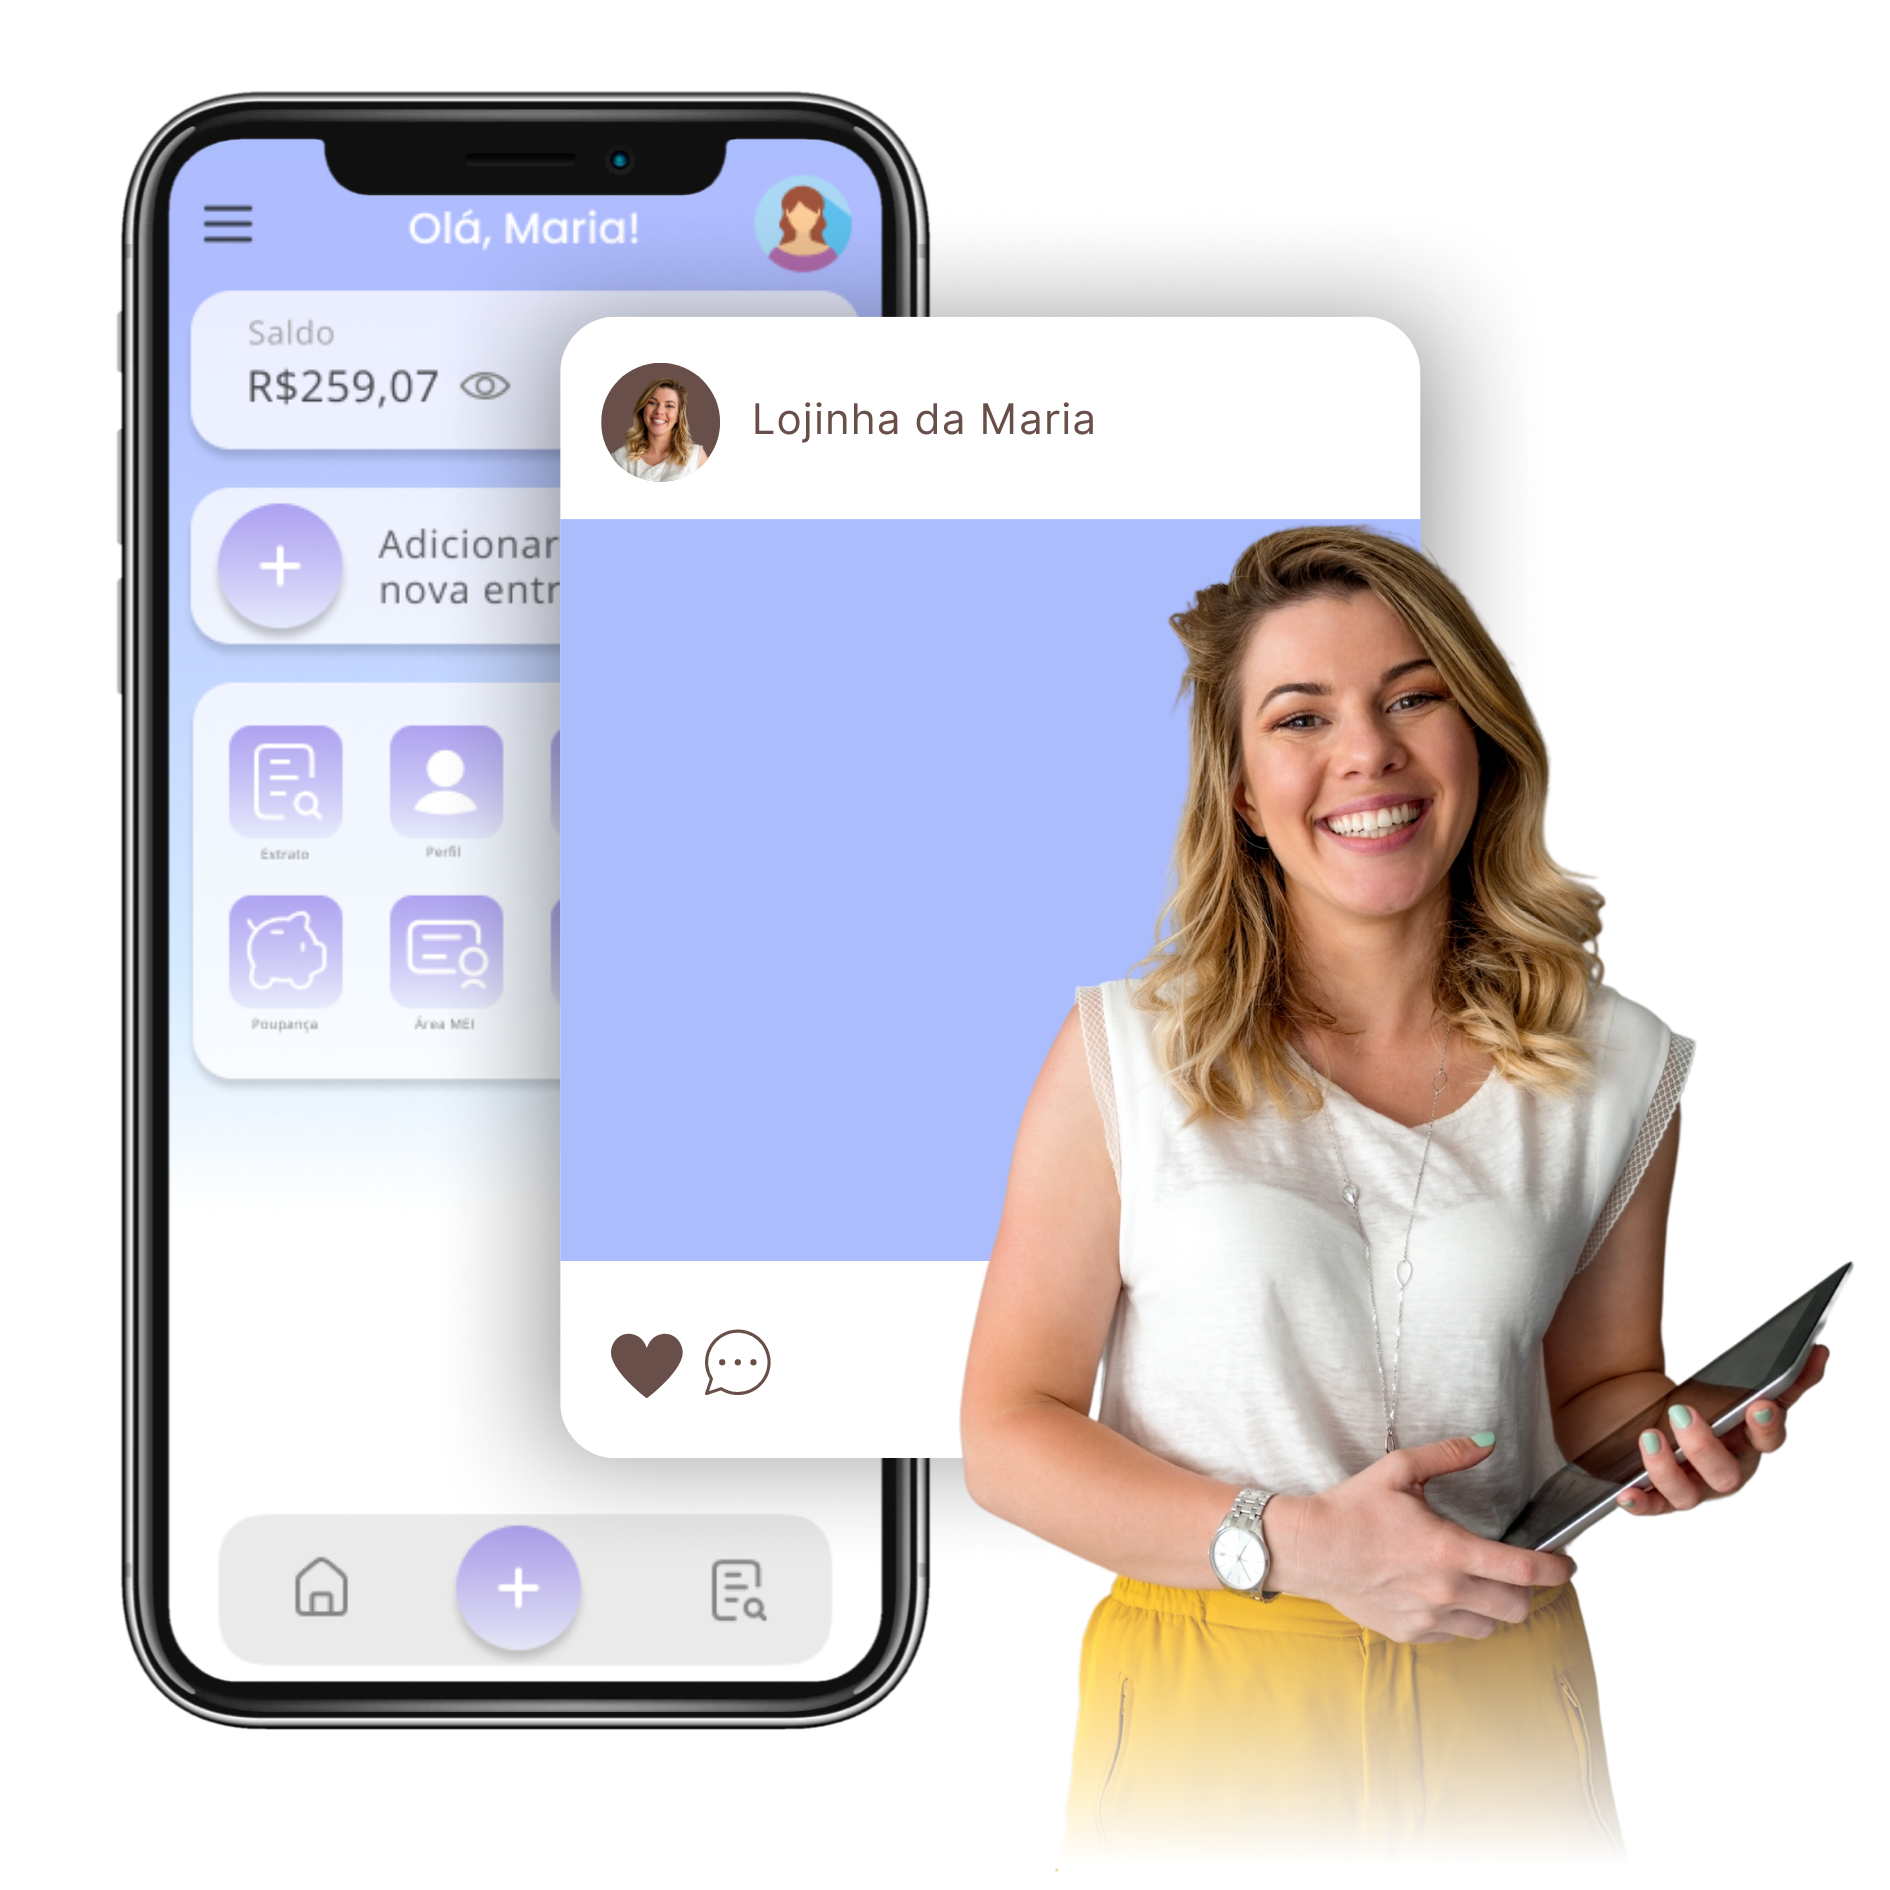 Olá, Maria!
Saldo
R$259,07
Lojinha da Maria
Adicionar
nova entr
Extrato
Perfil
Poupança
Área MEI